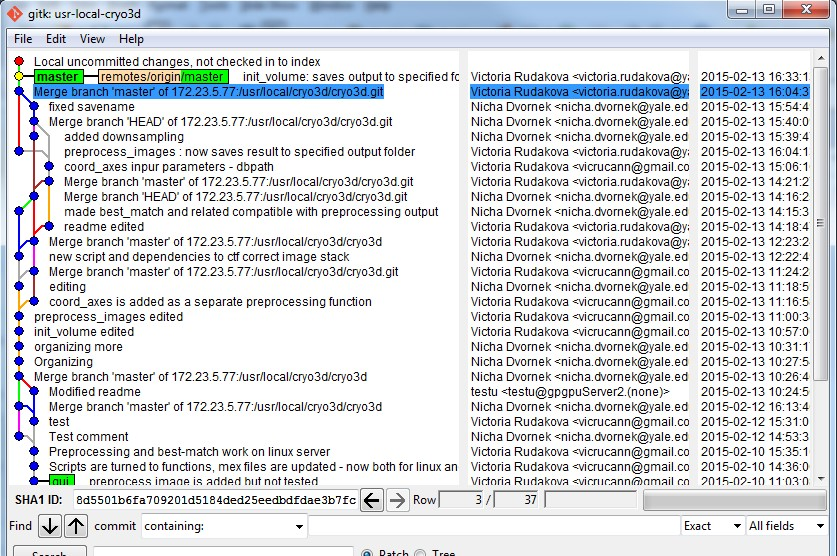 gitk: usr-local-cryo3d
File Edit View Help
Local uncommitted changes, not checked in to index
master remotes/origin/master init_volume: saves output to specified fo Victoria Rudakova <victoria.rudakova@ya 2015-02-13 16:33:1
Merge branch 'master' of 172.23.5.77:/usr/local/cryo3d/cryo3d.git Victoria Rudakova <victoria.rudakova@ya 2015-02-13 16:04:3
fixed savename Nicha Dvornek <nicha.dvornek@yale.ed 2015-02-13 15:54:4
Merge branch 'HEAD' of 172.23.5.77:/usr/local/cryo3d/cryo3d.git Nicha Dvornek <nicha.dvornek@yale.ed 2015-02-13 15:40:0
added downsampling Nicha Dvornek <nicha.dvornek@yale.ed 2015-02-13 15:39:4
preprocess_images : now saves result to specified output folder Victoria Rudakova <victoria.rudakova@ya 2015-02-13 16:04:1
coord_axes inpur parameters - dbpath Victoria Rudakova <vicrucann@gmail.co 2015-02-13 15:06:1
Merge branch 'master' of 172.23.5.77:/usr/local/cryo3d/cryo3d.git Victoria Rudakova <victoria.rudakova@ya 2015-02-13 14:21:2
Merge branch 'HEAD' of 172.23.5.77:/usr/local/cryo3d/cryo3d.git Nicha Dvornek <nicha.dvornek@yale.ed 2015-02-13 14:16:2
made best_match and related compatible with preprocessing output Nicha Dvornek <nicha.dvornek@yale.ed 2015-02-13 14:15:3
readme edited Victoria Rudakova <victoria.rudakova@ya 2015-02-13 14:18:4
Merge branch 'master' of 172.23.5.77:/usr/local/cryo3d/cryo3d Victoria Rudakova <victoria.rudakova@ya 2015-02-13 12:23:2
new script and dependencies to ctf correct image stack Nicha Dvornek <nicha.dvornek@yale.ed 2015-02-13 12:22:4
Merge branch 'master' of 172.23.5.77:/usr/local/cryo3d/cryo3d.git Victoria Rudakova <vicrucann@gmail.co 2015-02-13 11:24:2
editing Victoria Rudakova <vicrucann@gmail.co 2015-02-13 11:18:5
coord_axes is added as a separate preprocessing function Victoria Rudakova <vicrucann@gmail.co 2015-02-13 11:16:5
preprocess_images edited Victoria Rudakova <vicrucann@gmail.co 2015-02-13 11:00:3
init_volume edited Victoria Rudakova <vicrucann@gmail.co 2015-02-13 10:57:0
organizing more Nicha Dvornek <nicha.dvornek@yale.ed 2015-02-13 10:31:1
Organizing Nicha Dvornek <nicha.dvornek@yale.ed 2015-02-13 10:27:5
Merge branch 'master' of 172.23.5.77:/usr/local/cryo3d/cryo3d Nicha Dvornek <nicha.dvornek@yale.ed 2015-02-13 10:26:4
Modified readme testu <testu@gpgpuServer2.(none)> 2015-02-13 10:24:5
Merge branch 'master' of 172.23.5.77:/usr/local/cryo3d/cryo3d Nicha Dvornek <nicha.dvornek@yale.ed 2015-02-12 16:13:4
test Victoria Rudakova <vicrucann@gmail.co 2015-02-12 15:31:0
Test comment Nicha Dvornek <nicha.dvornek@yale.ed 2015-02-12 14:53:3
Preprocessing and best-match work on linux server Victoria Rudakova <vicrucann@gmail.co 2015-02-10 15:35:1
Scripts are turned to functions, mex files are updated - now both for linux an Victoria Rudakova <vicrucann@gmail.co 2015-02-10 14:36:0
gui preprocess image is added but not tested Victoria Rudakova <vicrucann@gmail.co 2015-02-10 11:03:1
SHA1 ID: 8d5501b6fa709201d5184ded25eedbdfdae3b7fc Row 3 / 37
Find commit containing: Exact All fields
Search Patch Tree